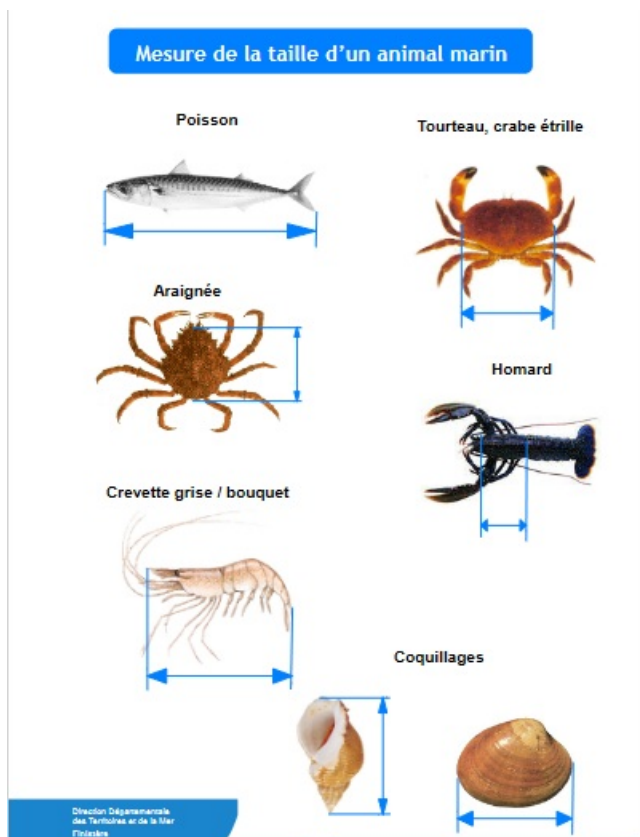 Mesure de la taille d'un animal marin
Poisson
Tourteau, crabe étrille
Araignée
Homard
Crevette grise / bouquet
Coquillages
Direction Départementale
des Territoires et de la Mer
Finistère